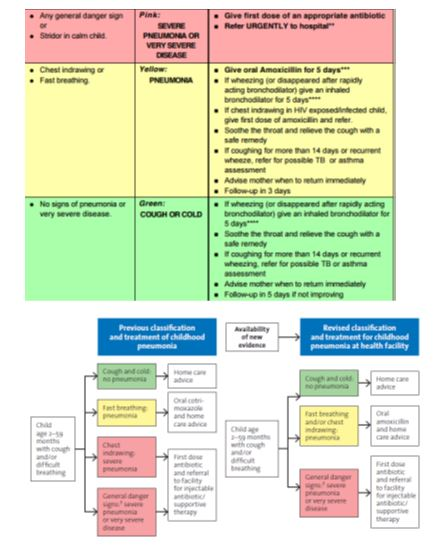 Any general danger sign
or
Stridor in calm child.
Pink:
SEVERE
PNEUMONIA OR
VERY SEVERE
DISEASE
Give first dose of an appropriate antibiotic
Refer URGENTLY to hospital**
Chest indrawing or
Fast breathing.
Yellow:
PNEUMONIA
Give oral Amoxicillin for 5 days***
If wheezing (or disappeared after rapidly
acting bronchodilator) give an inhaled
bronchodilator for 5 days****
If chest indrawing in HIV exposed/infected child,
give first dose of amoxicillin and refer.
Soothe the throat and relieve the cough with a
safe remedy
If coughing for more than 14 days or recurrent
wheeze, refer for possible TB or asthma
assessment
Advise mother when to return immediately
Follow-up in 3 days
No signs of pneumonia or
very severe disease.
Green:
COUGH OR COLD
If wheezing (or disappeared after rapidly acting
bronchodilator) give an inhaled bronchodilator for
5 days****
Soothe the throat and relieve the cough with a
safe remedy
If coughing for more than 14 days or recurrent
wheezing, refer for possible TB or asthma
assessment
Advise mother when to return immediately
Follow-up in 5 days if not improving
Previous classification
and treatment of childhood
pneumonia
Availability
of new
evidence
Revised classification
and treatment for childhood
pneumonia at health facility
Child
age 2–59
months
with cough
and/or
difficult
breathing
Cough and cold:
no pneumonia
Home care
advice
Fast breathing:
pneumonia
Oral cotri-
moxazole
and home
care advice
Chest
indrawing:
severe
pneumonia
General danger
signs: severe
pneumonia
or very severe
disease
First dose
antibiotic
and referral
to facility
for injectable
antibiotic/
supportive
therapy
Child
age 2–59
months
with cough
and/or
difficult
breathing
Cough and cold:
no pneumonia
Home care
advice
Fast breathing
and/or chest
indrawing:
pneumonia
Oral
amoxicillin
and home
care advice
General danger
signs: severe
pneumonia
or very severe
disease
First dose
antibiotic
and referral
to facility
for injectable
antibiotic/
supportive
therapy